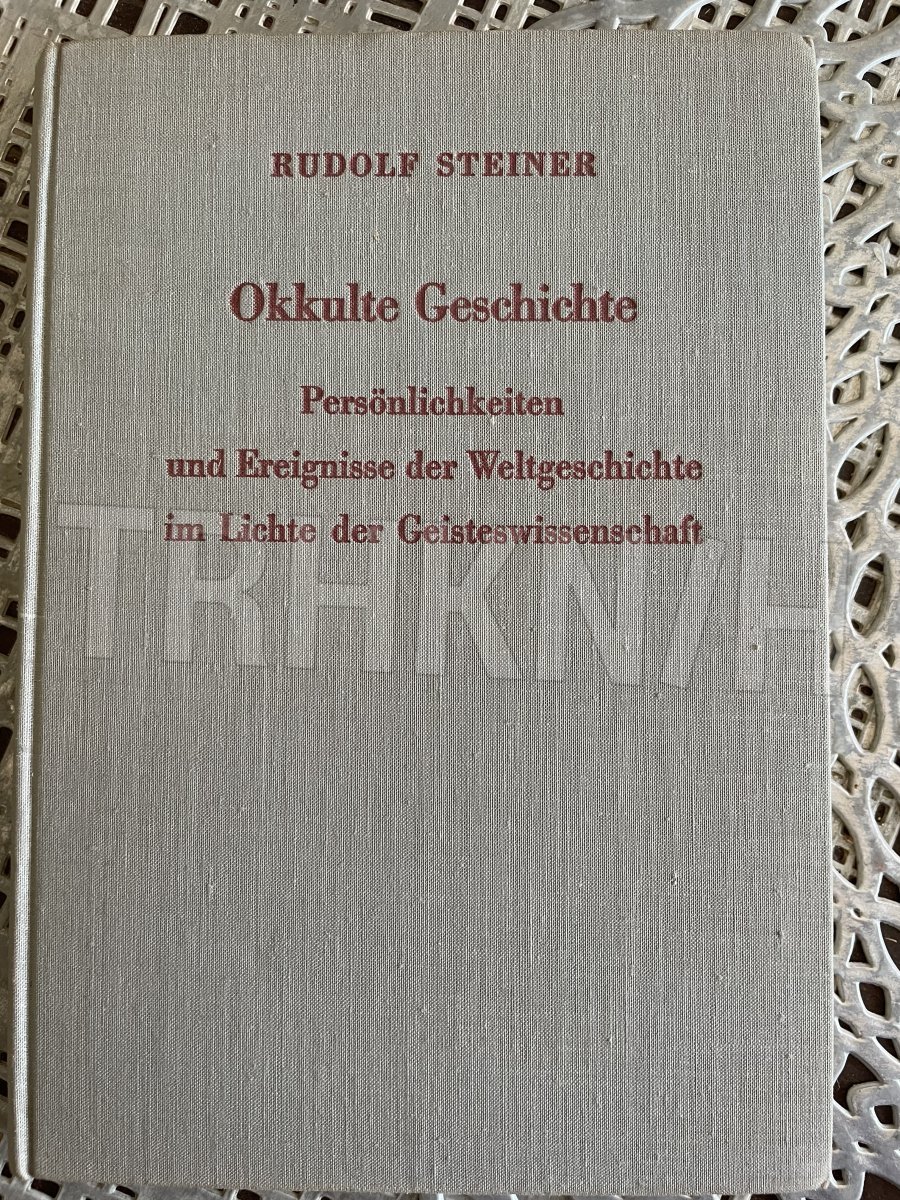 RUDOLF STEINER
Okkulte Geschichte
Persönlichkeiten
und Ereignisse der Weltgeschichte
im Lichte der Geisteswissenschaft